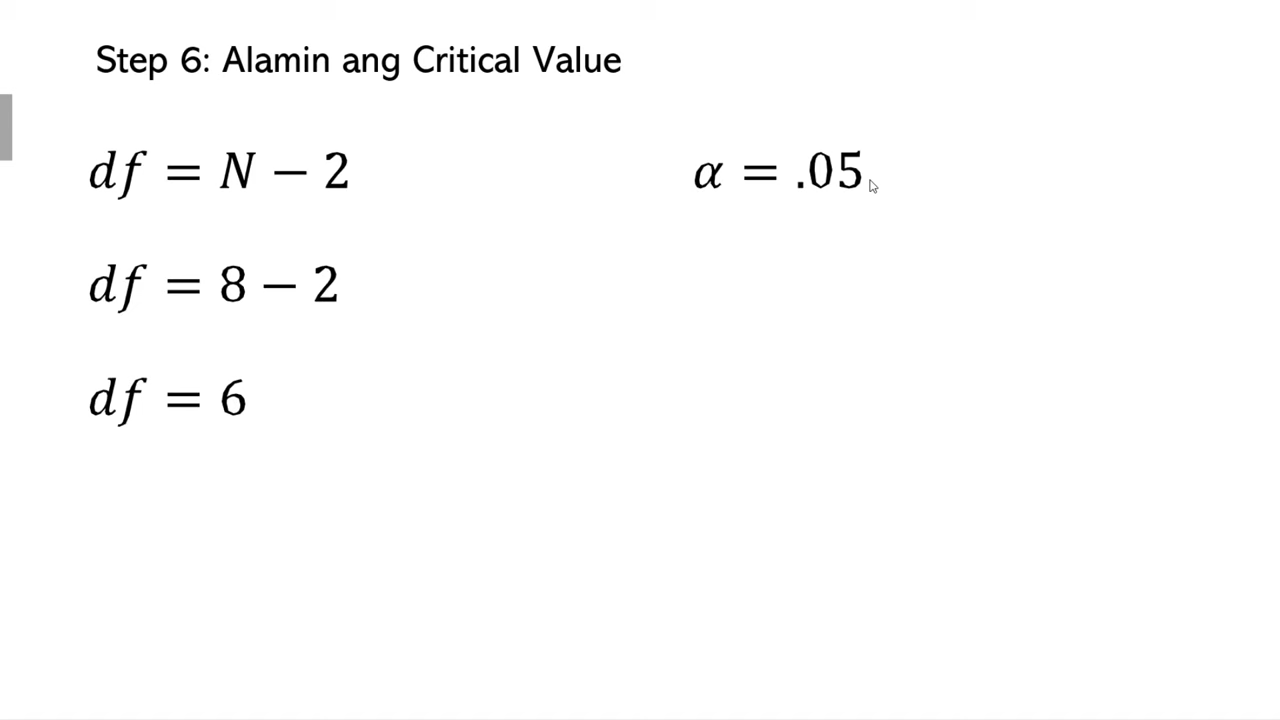 Step 6: Alamin ang Critical Value
df = N − 2
α = .05
df = 8 − 2
df = 6